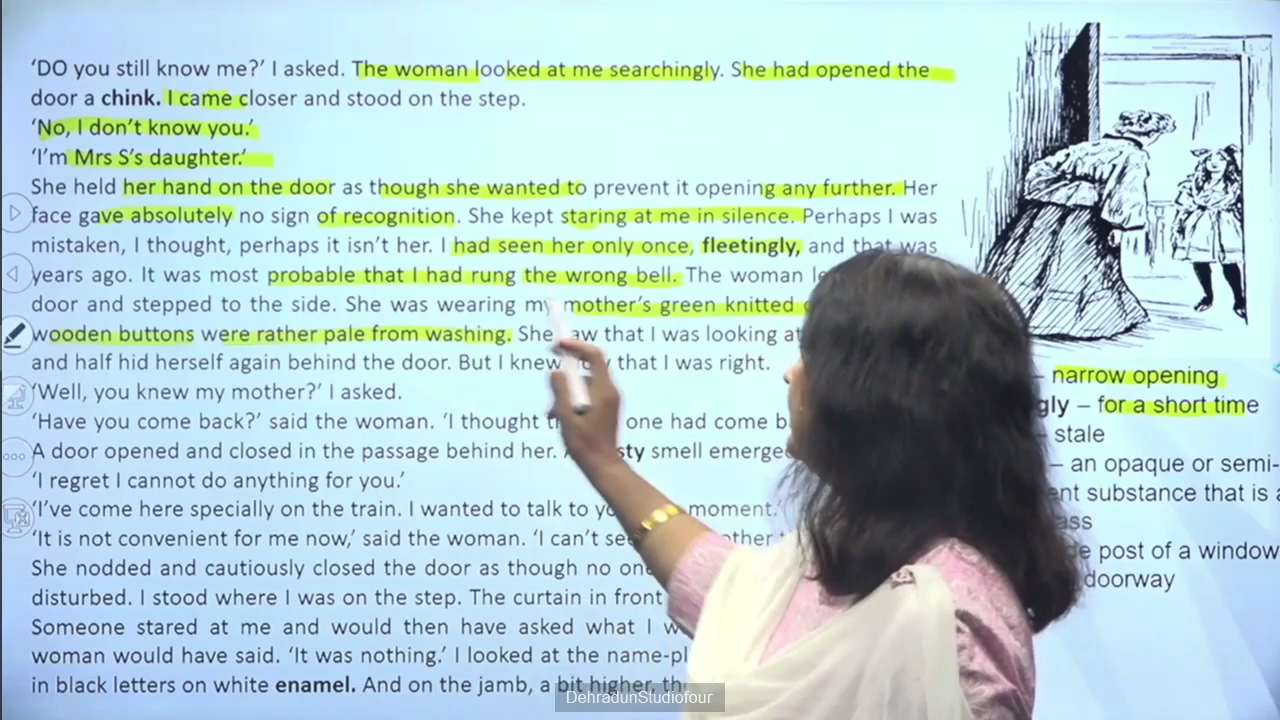 ‘DO you still know me?’ I asked. The woman looked at me searchingly. She had opened the
door a chink. I came closer and stood on the step.
‘No, I don’t know you.’
‘I’m Mrs S’s daughter.’
She held her hand on the door as though she wanted to prevent it opening any further. Her
face gave absolutely no sign of recognition. She kept staring at me in silence. Perhaps I was
mistaken, I thought, perhaps it isn’t her. I had seen her only once, fleetingly, and that was
years ago. It was most probable that I had rung the wrong bell. The woman
door and stepped to the side. She was wearing my mother’s green knitted
wooden buttons were rather pale from washing. She saw that I was looking at
and half hid herself again behind the door. But I knew that I was right.
‘Well, you knew my mother?’ I asked.
‘Have you come back?’ said the woman. ‘I thought one had come
A door opened and closed in the passage behind her. smell emerged
‘I regret I cannot do anything for you.’
‘I’ve come here specially on the train. I wanted to talk to moment.’
‘It is not convenient for me now,’ said the woman. ‘I can’t
She nodded and cautiously closed the door as though no one
disturbed. I stood where I was on the step. The curtain in front
Someone stared at me and would then have asked what I
woman would have said. ‘It was nothing.’ I looked at the
in black letters on white enamel. And on the jamb, a bit higher,
– narrow opening
– for a short time
stale
– an opaque or semi-
substance that is
post of a window
doorway
DehradunStudiofour